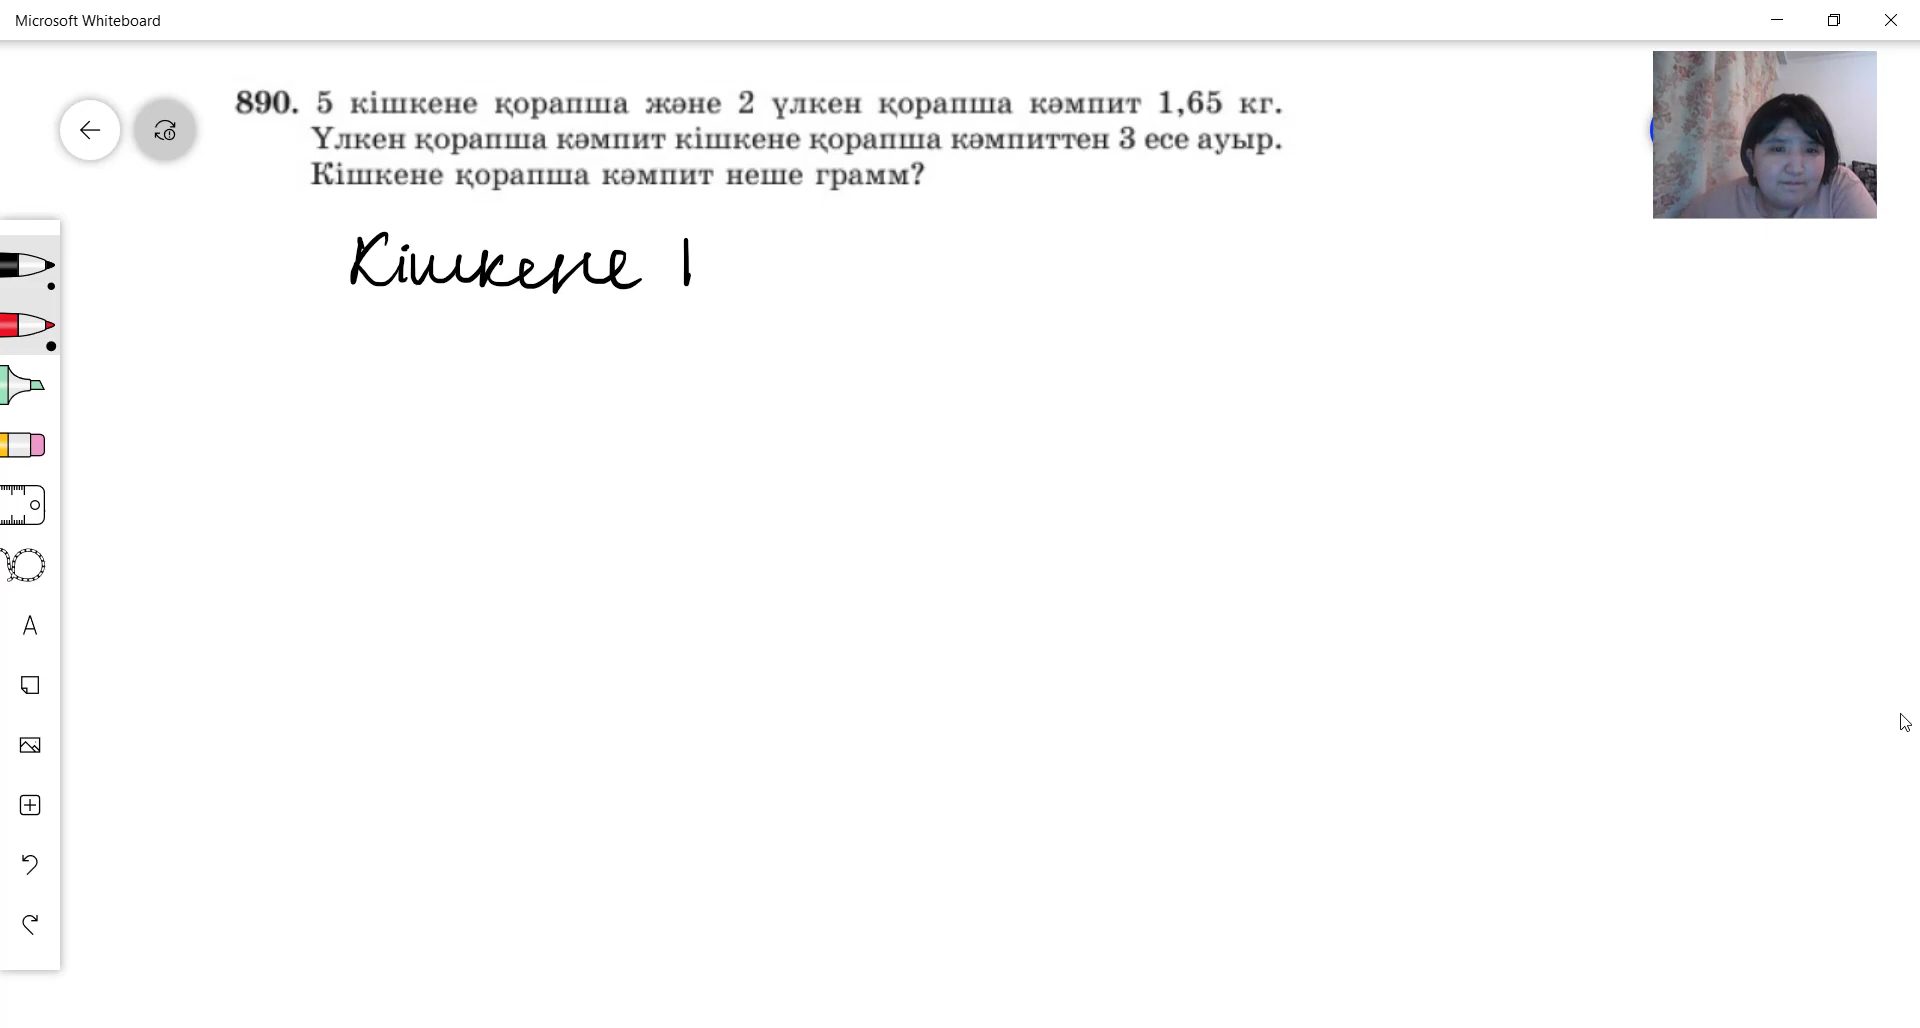 Microsoft Whiteboard
890. 5 кішкене қорапша және 2 үлкен қорапша кәмпит 1,65 кг.
Үлкен қорапша кәмпит кішкене қорапша кәмпиттен 3 есе ауыр.
Кішкене қорапша кәмпит неше грамм?
Кішкене 1
A